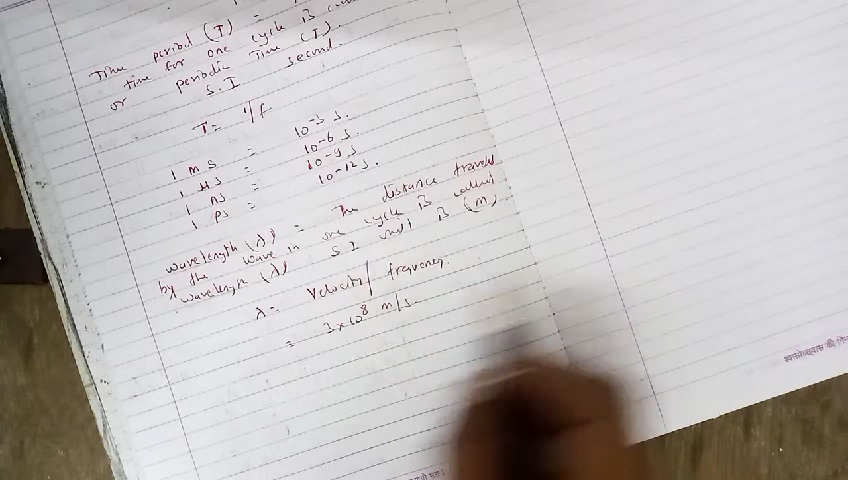 Time period (T) =
time for one cycle is
or periodic Time (T).
S.I second.
T = 1/f.
1 ms = 10-3 s.
1 μs = 10-6 s.
1 ns = 10-9 s
1 ps = 10-12 s.
wavelength (λ) = The distance travel
by the wave in one cycle is called
wavelength (λ) S I unit is (m).
λ = Velocity / frequency.
= 3×10⁸ m/s.
श्वासोच्छ्वास की